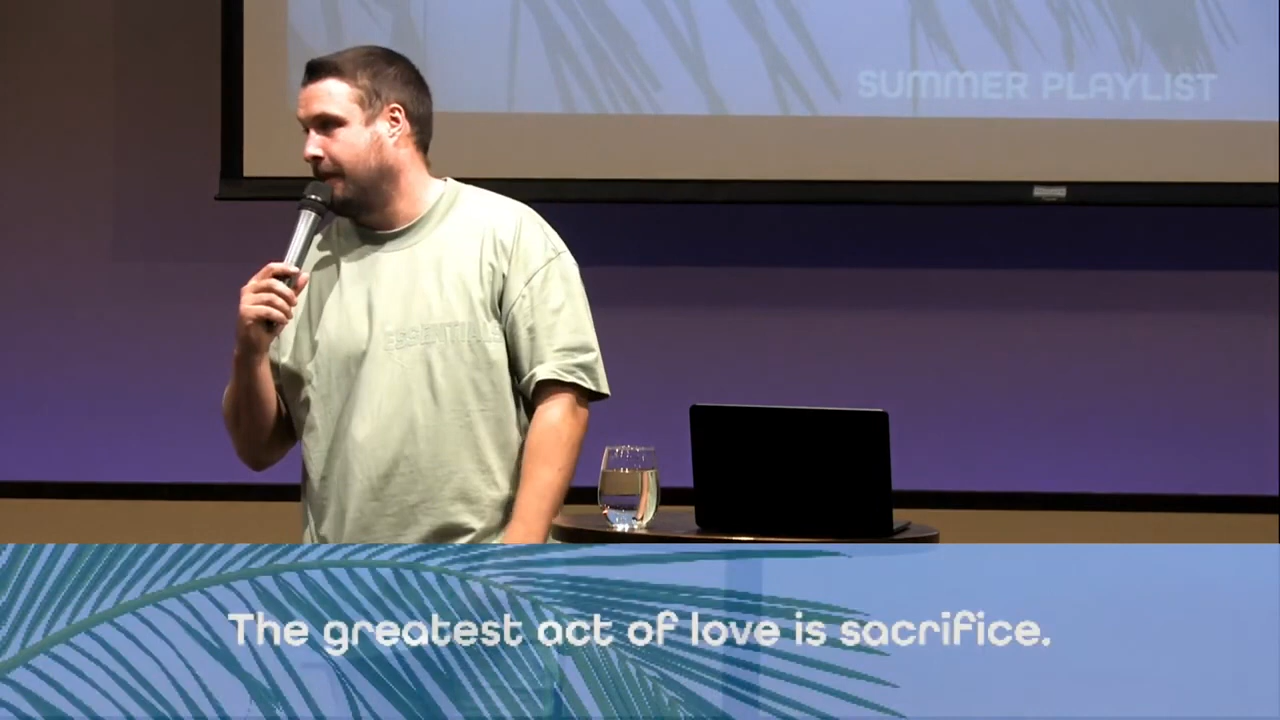 SUMMER PLAYLIST
ESSENTIALS
The greatest act of love is sacrifice.